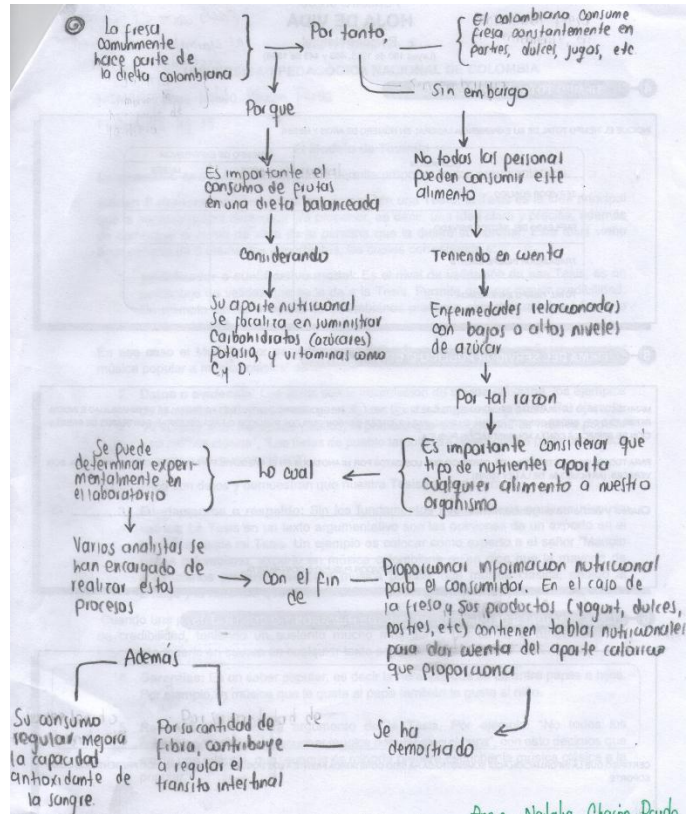 La fresa
comunmente
hace parte de
la dieta colombiana
Por tanto,
El colombiano consume
fresa constantemente en
postres, dulces, jugos, etc
Porque
Sin embargo
Es importante el
consumo de frutas
en una dieta balanceada
No todas las personas
pueden consumir este
alimento
Considerando
Teniendo en cuenta
Su aporte nutricional
se focaliza en suministrar
Carbohidratos (azúcares)
Potasio, y vitaminas como
C y D.
Enfermedades relacionadas
con bajos o altos niveles
de azúcar
Por tal razon
Es importante considerar que
tipo de nutrientes aporta
cualquier alimento a nuestro
organismo
Lo cual
Se puede
determinar experi-
mentalmente en
el laboratorio
Varios analistas se
han encargado de
realizar estos
procesos
Con el fin
de
Proporcionar información nutricional
para el consumidor. En el caso de
la fresa y sus productos (yogurt, dulces,
postres, etc) contienen tablas nutricionales
para dar cuenta del aporte calórico
que proporciona
Se ha
demostrado
Además
Por su cantidad de
fibra, contribuye
a regular el
transito intestinal
Su consumo
regular mejora
la capacidad
antioxidante de
la sangre.
Natalia